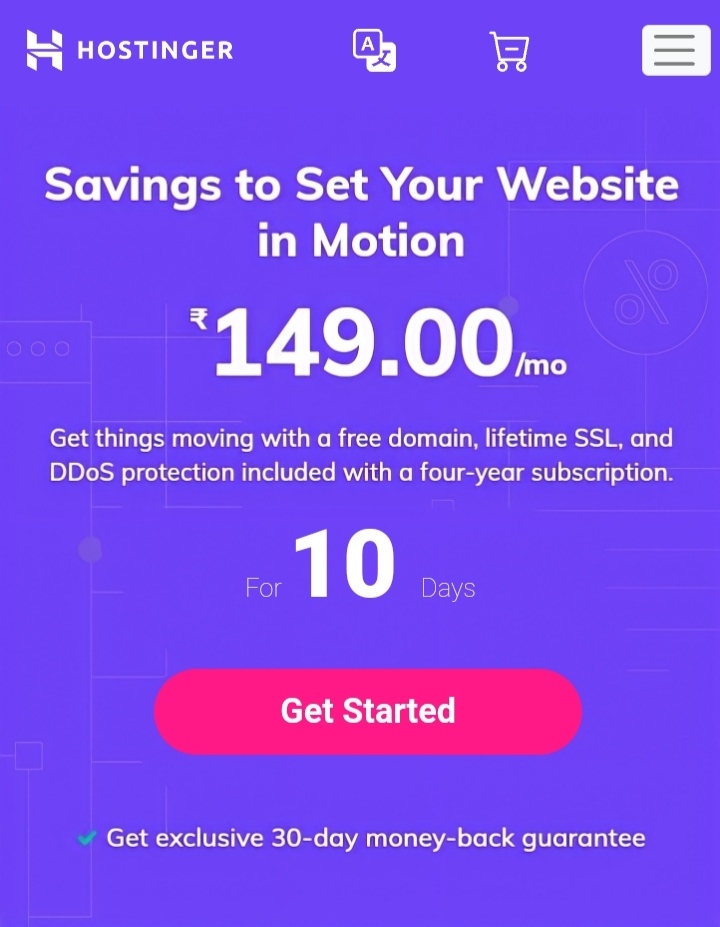 HOSTINGER
Savings to Set Your Website
in Motion
₹149.00/mo
Get things moving with a free domain, lifetime SSL, and
DDoS protection included with a four-year subscription.
For 10 Days
Get Started
Get exclusive 30-day money-back guarantee